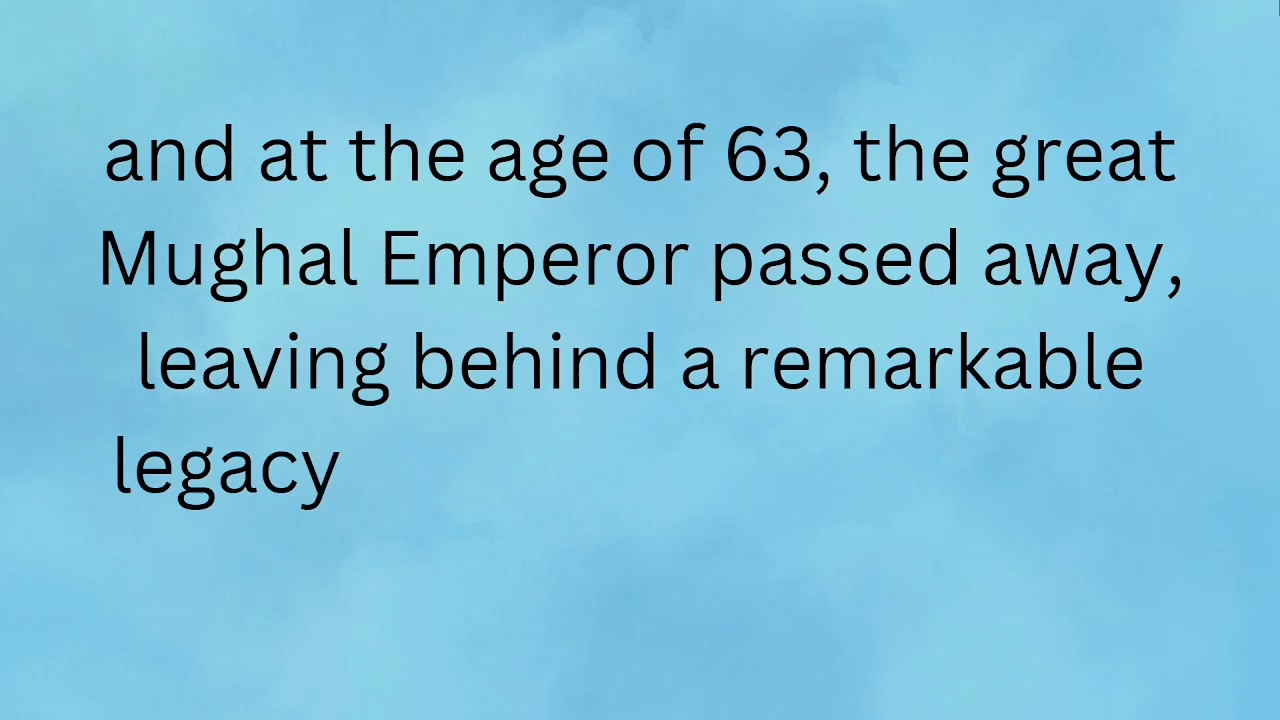 and at the age of 63, the great
Mughal Emperor passed away,
leaving behind a remarkable
legacy